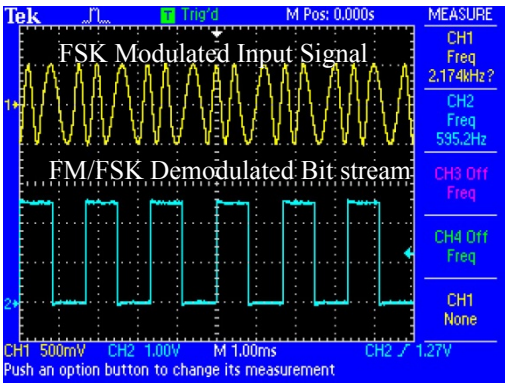 Tek T Trig'd M Pos: 0.000s MEASURE
CH1
Freq
2.174kHz?
FSK Modulated Input Signal
1
CH2
Freq
595.2Hz
FM/FSK Demodulated Bit stream
CH3 Off
Freq
CH4 Off
Freq
CH1
None
2
CH1 500mV CH2 1.00V M 1.00ms CH2 / 1.27V
Push an option button to change its measurement